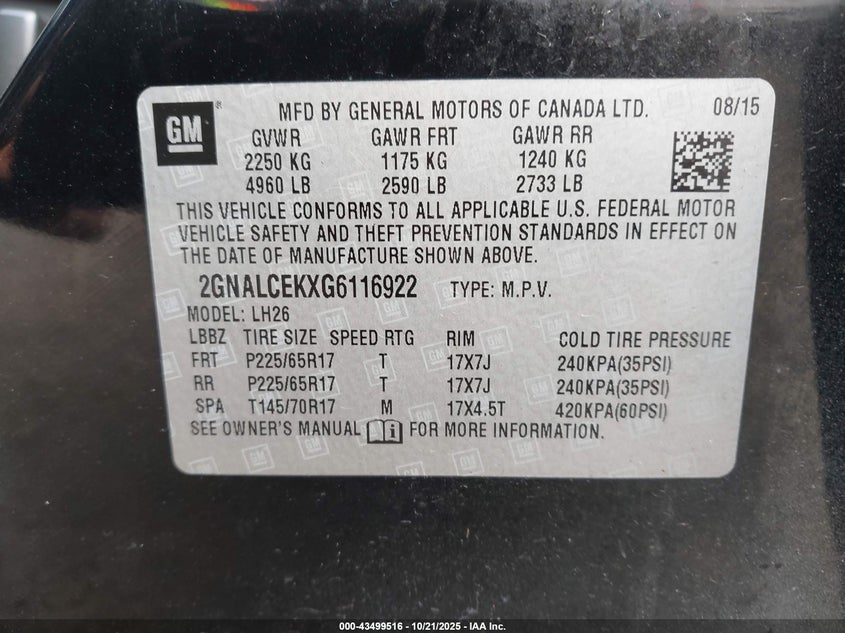 GM ® MFD BY GENERAL MOTORS OF CANADA LTD. 08/15
GVWR GAWR FRT GAWR RR
2250 KG 1175 KG 1240 KG
4960 LB 2590 LB 2733 LB
THIS VEHICLE CONFORMS TO ALL APPLICABLE U.S. FEDERAL MOTOR
VEHICLE SAFETY AND THEFT PREVENTION STANDARDS IN EFFECT ON
THE DATE OF MANUFACTURE SHOWN ABOVE.
2GNALCEKXG6116922 TYPE: M.P.V.
MODEL: LH26
LBBZ TIRE SIZE SPEED RTG RIM COLD TIRE PRESSURE
FRT P225/65R17 T 17X7J 240KPA(35PSI)
RR P225/65R17 T 17X7J 240KPA(35PSI)
SPA T145/70R17 M 17X4.5T 420KPA(60PSI)
SEE OWNER'S MANUAL i FOR MORE INFORMATION.
000-43499516 - 10/21/2025 - IAA Inc.